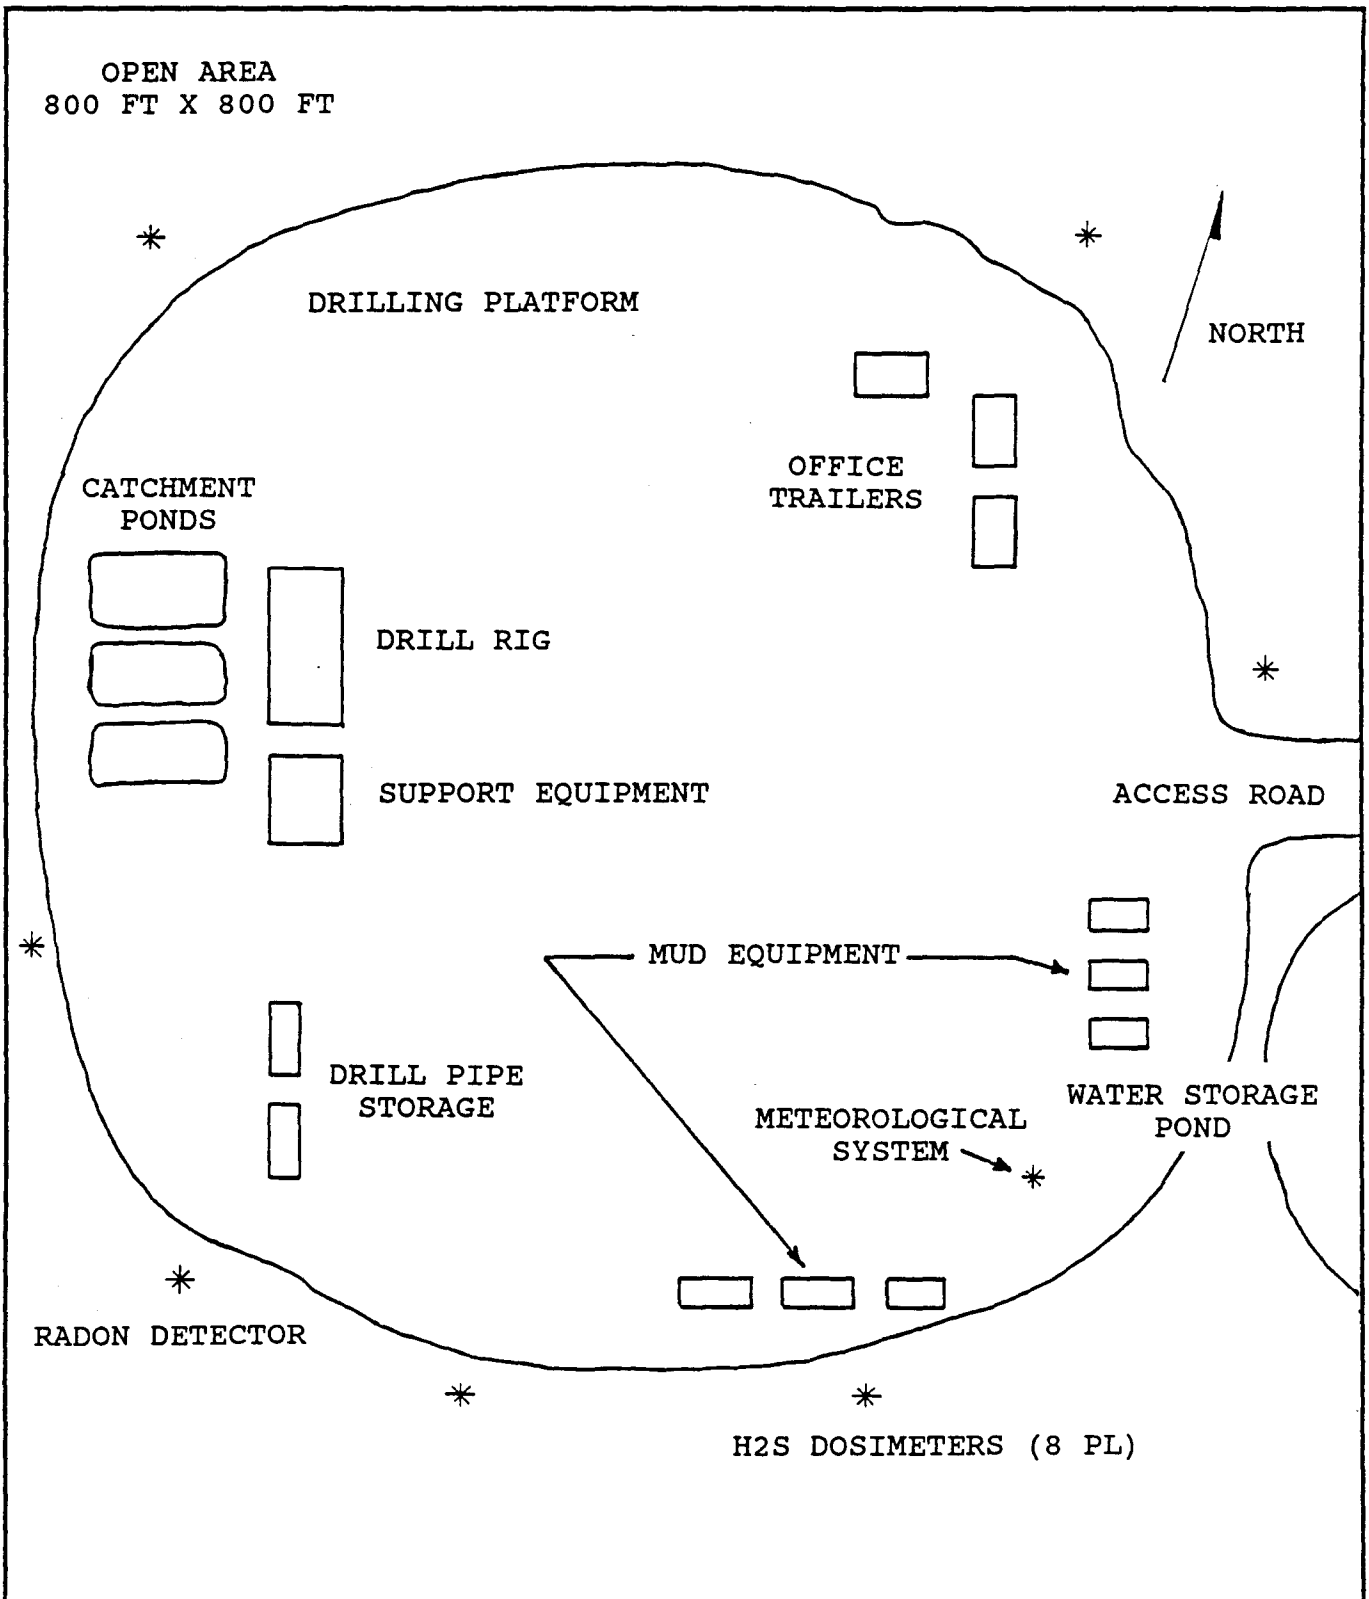 OPEN AREA
800 FT X 800 FT
DRILLING PLATFORM
NORTH
OFFICE
TRAILERS
CATCHMENT
PONDS
DRILL RIG
SUPPORT EQUIPMENT
ACCESS ROAD
MUD EQUIPMENT
DRILL PIPE
STORAGE
WATER STORAGE
POND
METEOROLOGICAL
SYSTEM
RADON DETECTOR
H2S DOSIMETERS (8 PL)